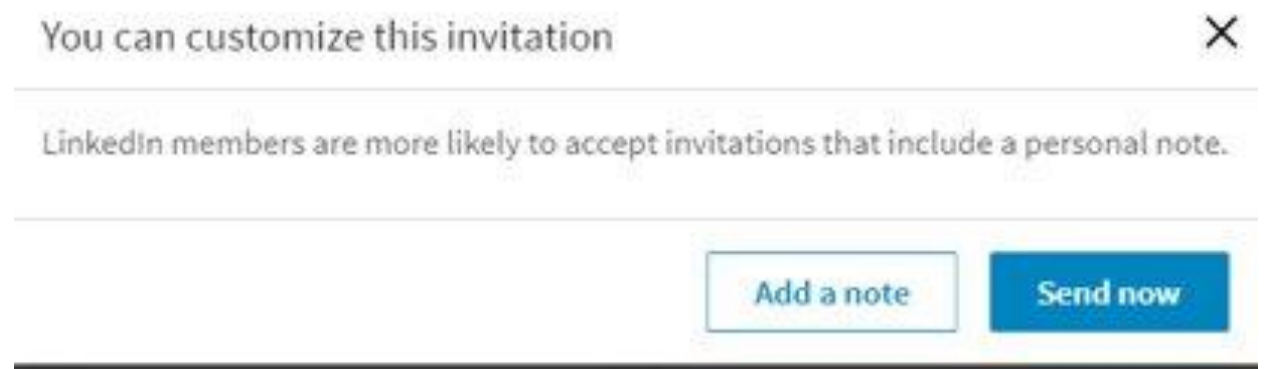 You can customize this invitation
LinkedIn members are more likely to accept invitations that include a personal note.
Add a note
Send now